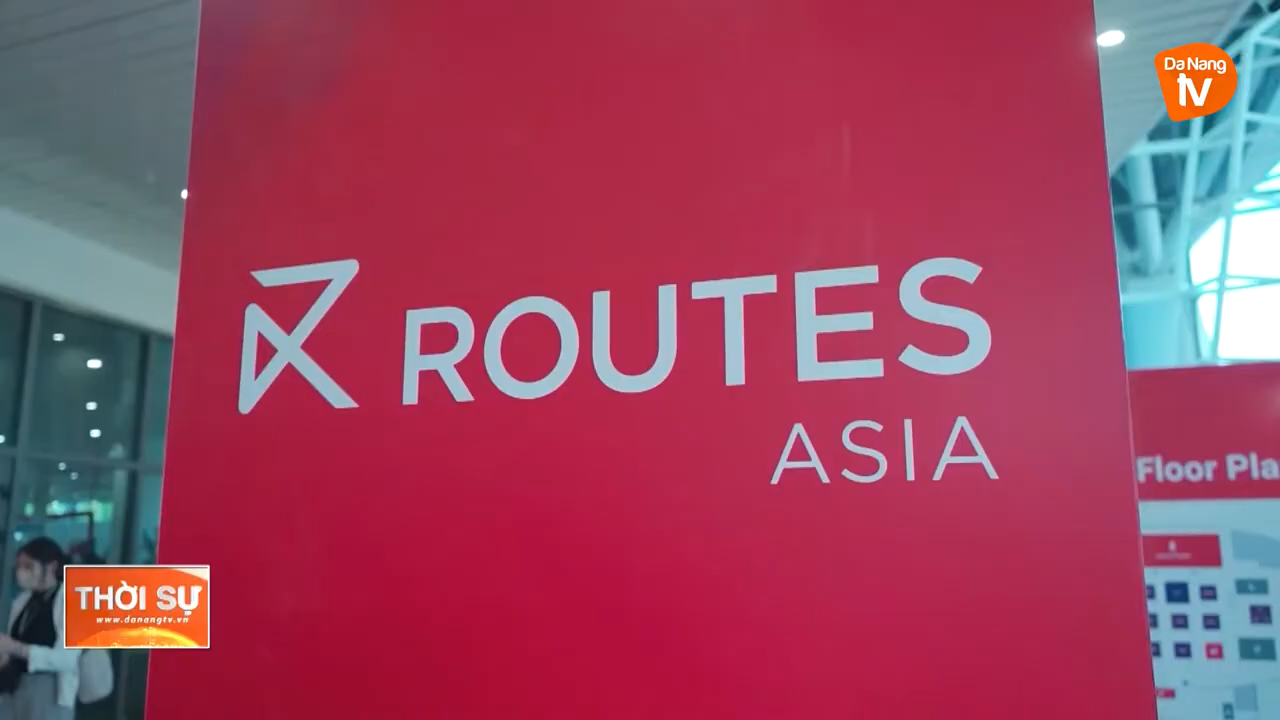 Da Nang
tv
ROUTES
ASIA
Floor Pla
THỜI SỰ
www.danangtv.vn